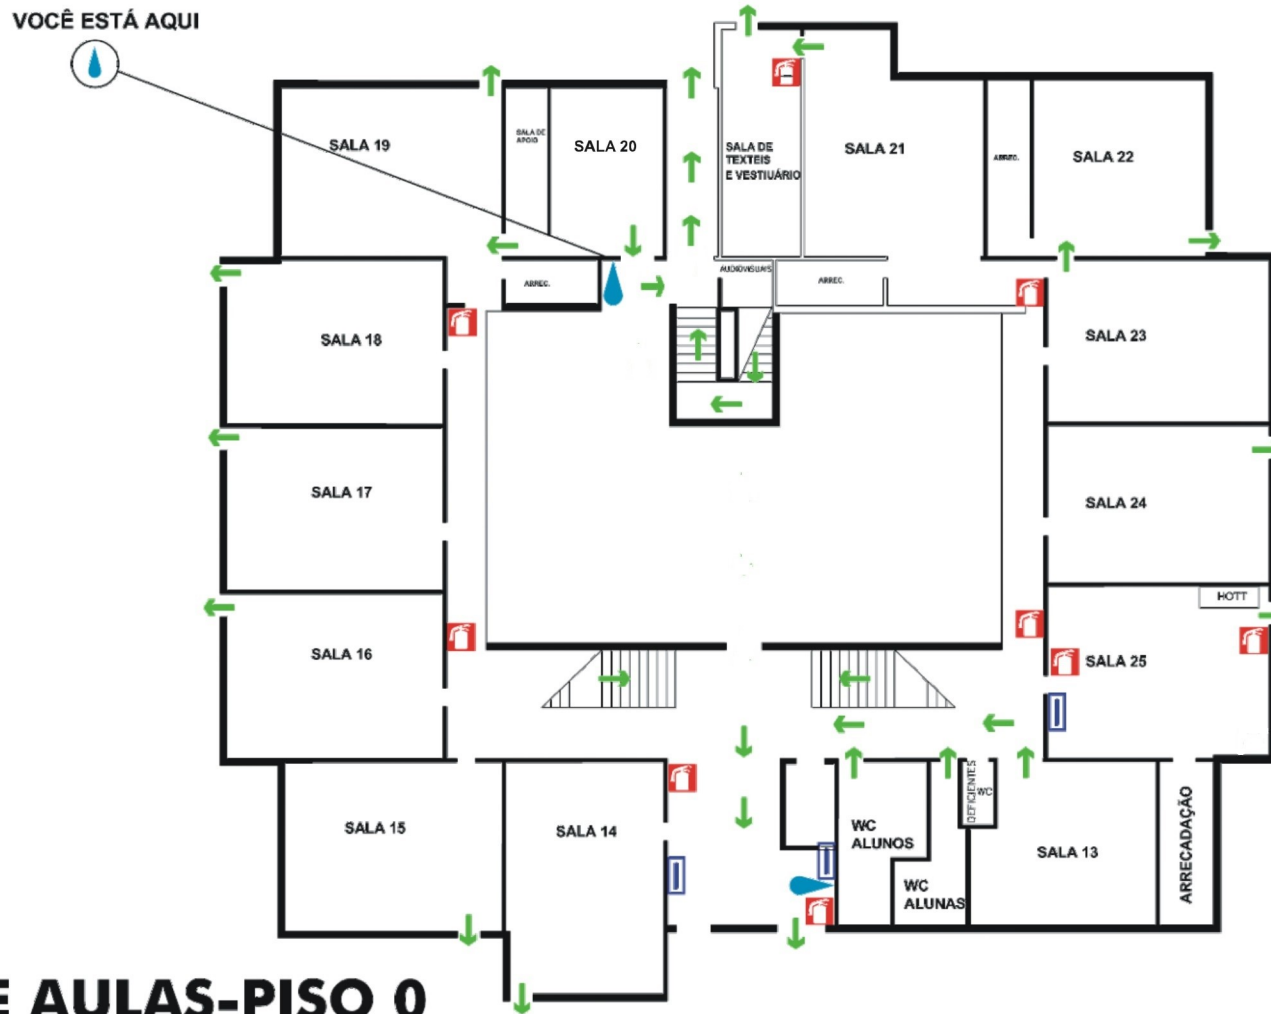 VOCÊ ESTÁ AQUI
SALA 19
SALA DE
APOIO
SALA 20
SALA DE
TEXTEIS
E VESTIUÁRIO
SALA 21
ARREC.
SALA 22
ARREC.
AUDIOVISUAIS
ARREC.
SALA 18
SALA 23
SALA 17
SALA 24
HOTT
SALA 16
SALA 25
SALA 15
SALA 14
WC
ALUNOS
WC
ALUNAS
DEFICIENTES
WC
SALA 13
ARRECADAÇÃO
E AULAS-PISO 0